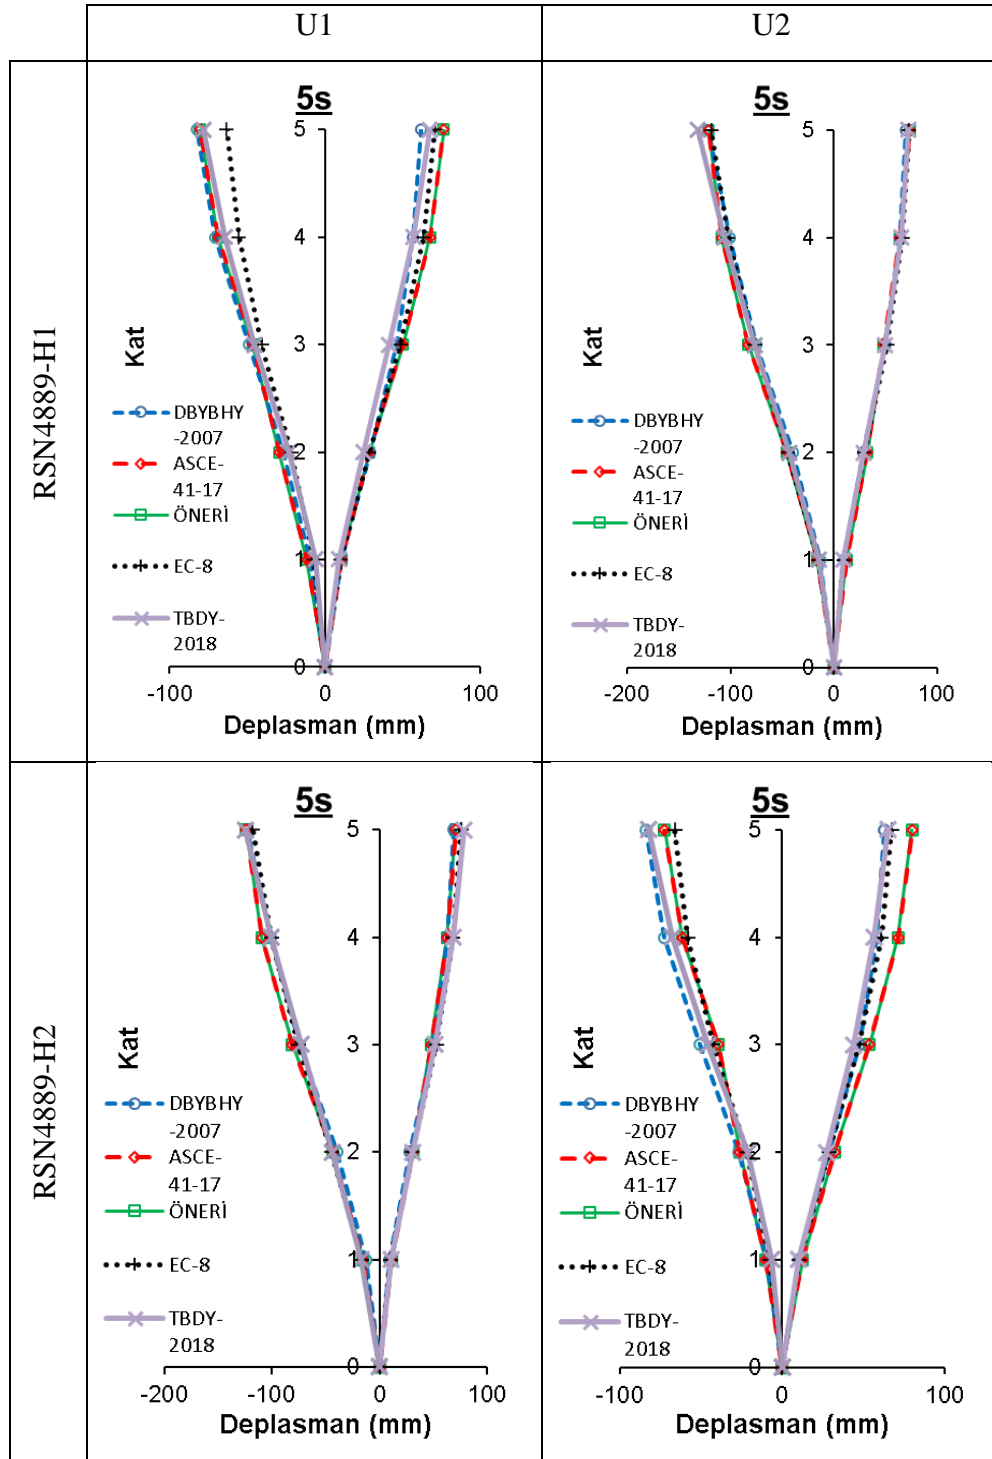 U1
U2
RSN4889-H1
5s
5
4
3
2
1
0
Kat
DBYBHY
-2007
ASCE-
41-17
ÖNERİ
EC-8
TBDY-
2018
-100
0
100
Deplasman (mm)
5s
5
4
3
2
1
0
Kat
DBYBHY
-2007
ASCE-
41-17
ÖNERİ
EC-8
TBDY-
2018
-200
-100
0
100
Deplasman (mm)
RSN4889-H2
5s
5
4
3
2
1
0
Kat
DBYBHY
-2007
ASCE-
41-17
ÖNERİ
EC-8
TBDY-
2018
-200
-100
0
100
Deplasman (mm)
5s
5
4
3
2
1
0
Kat
DBYBHY
-2007
ASCE-
41-17
ÖNERİ
EC-8
TBDY-
2018
-100
0
100
Deplasman (mm)